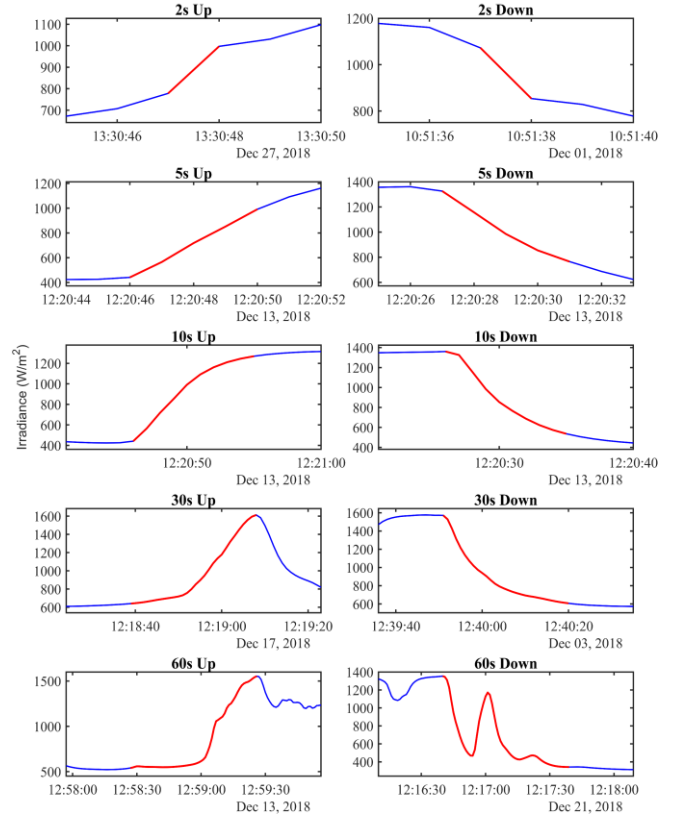 2s Up
1100
1000
900
800
700
13:30:46 13:30:48 13:30:50
Dec 27, 2018
2s Down
1200
1000
800
10:51:36 10:51:38 10:51:40
Dec 01, 2018
5s Up
1200
1000
800
600
400
12:20:44 12:20:46 12:20:48 12:20:50 12:20:52
Dec 13, 2018
5s Down
1400
1200
1000
800
600
12:20:26 12:20:28 12:20:30 12:20:32
Dec 13, 2018
Irradiance (W/m²)
10s Up
1200
1000
800
600
400
12:20:50 12:21:00
Dec 13, 2018
10s Down
1400
1200
1000
800
600
400
12:20:30 12:20:40
Dec 13, 2018
30s Up
1600
1400
1200
1000
800
600
12:18:40 12:19:00 12:19:20
Dec 17, 2018
30s Down
1600
1400
1200
1000
800
600
12:39:40 12:40:00 12:40:20
Dec 03, 2018
60s Up
1500
1000
500
12:58:00 12:58:30 12:59:00 12:59:30
Dec 13, 2018
60s Down
1400
1200
1000
800
600
400
12:16:30 12:17:00 12:17:30 12:18:00
Dec 21, 2018